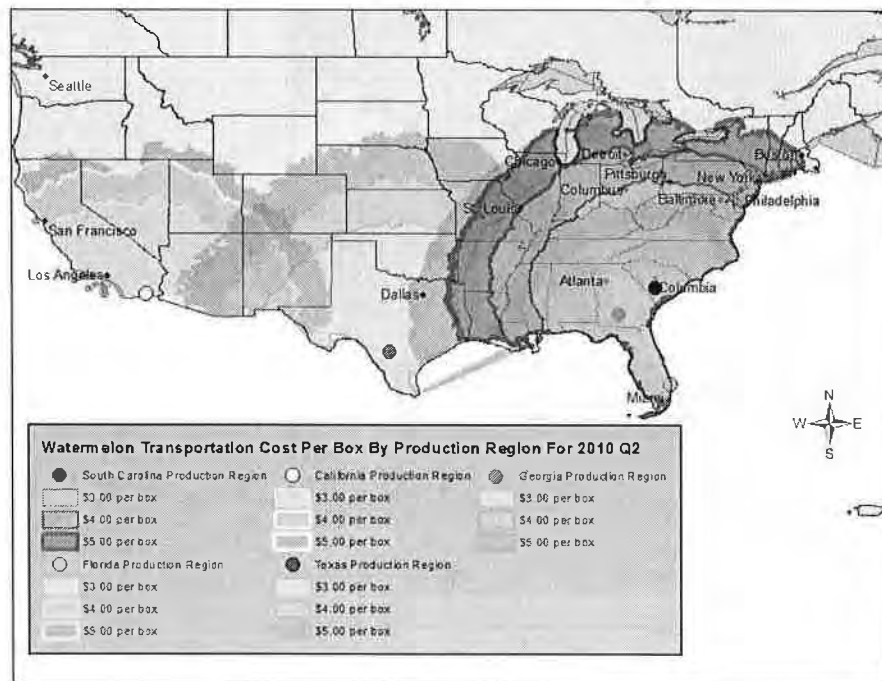 Seattle
Chicago
Detroit
Boston
Pittsburgh
New York
Columbus
Baltimore
Philadelphia
St. Louis
San Francisco
Los Angeles
Dallas
Atlanta
Columbia
Miami
N
W E
S
Watermelon Transportation Cost Per Box By Production Region For 2010 Q2
South Carolina Production Region
$3.00 per box
$4.00 per box
$5.00 per box
California Production Region
$3.00 per box
$4.00 per box
$5.00 per box
Georgia Production Region
$3.00 per box
$4.00 per box
$5.00 per box
Florida Production Region
$3.00 per box
$4.00 per box
$5.00 per box
Texas Production Region
$3.00 per box
$4.00 per box
$5.00 per box